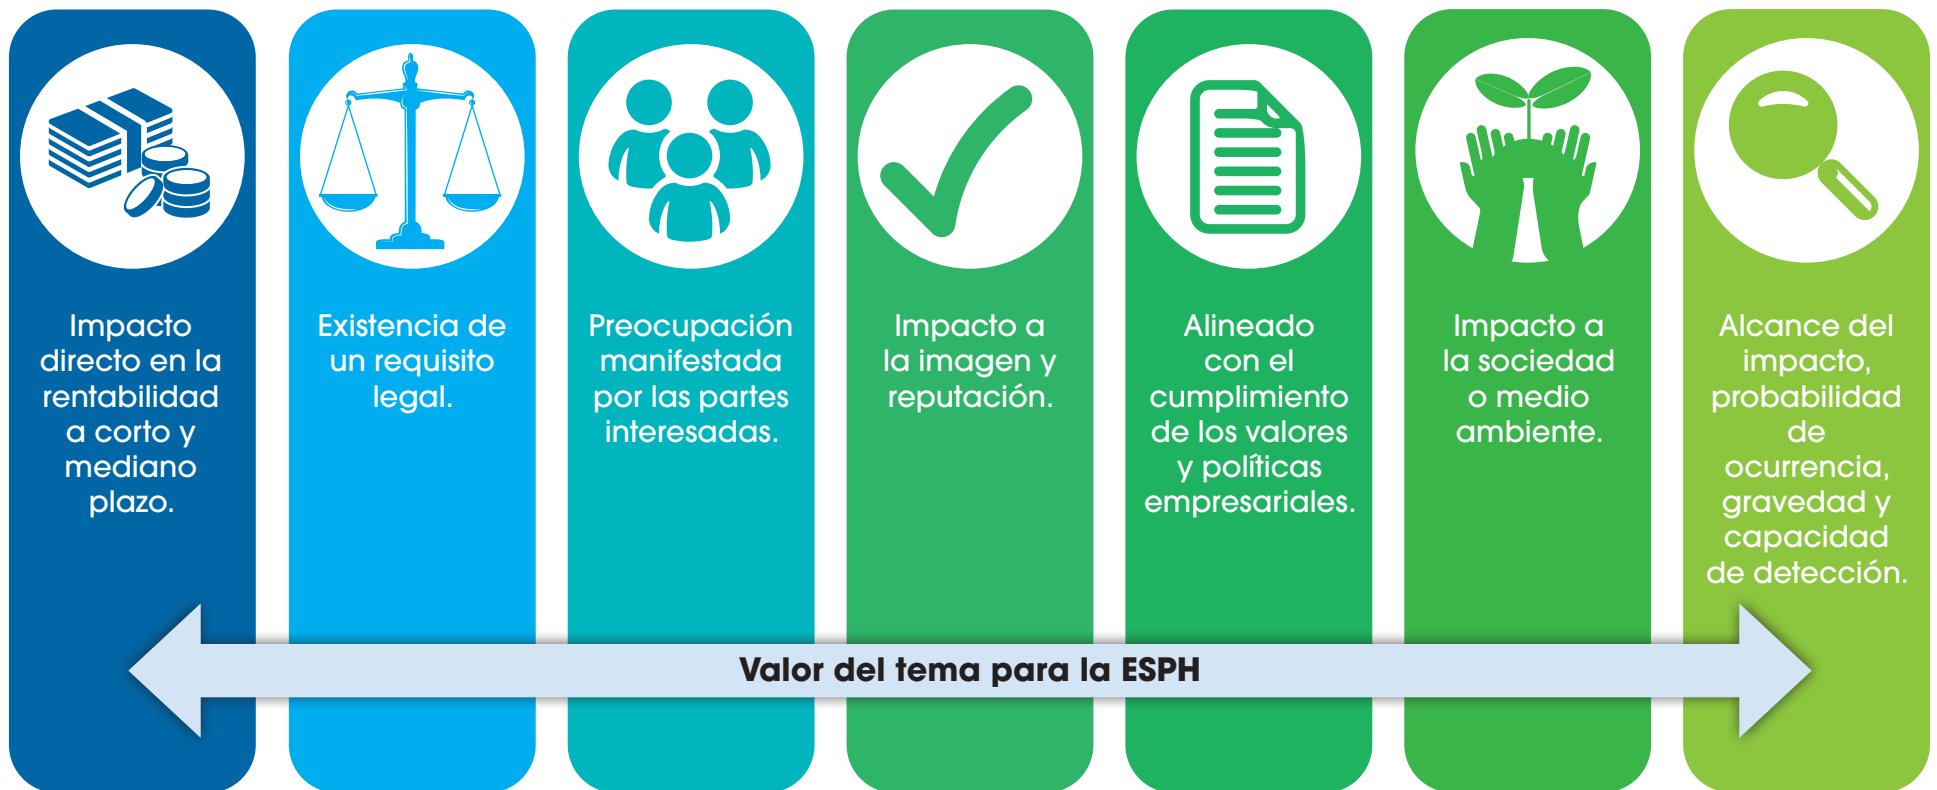 Impacto
directo en la
rentabilidad
a corto y
mediano
plazo.
Existencia de
un requisito
legal.
Preocupación
manifestada
por las partes
interesadas.
Impacto a
la imagen y
reputación.
Alineado
con el
cumplimiento
de los valores
y políticas
empresariales.
Impacto a
la sociedad
o medio
ambiente.
Alcance del
impacto,
probabilidad
de
ocurrencia,
gravedad y
capacidad
de detección.
Valor del tema para la ESPH